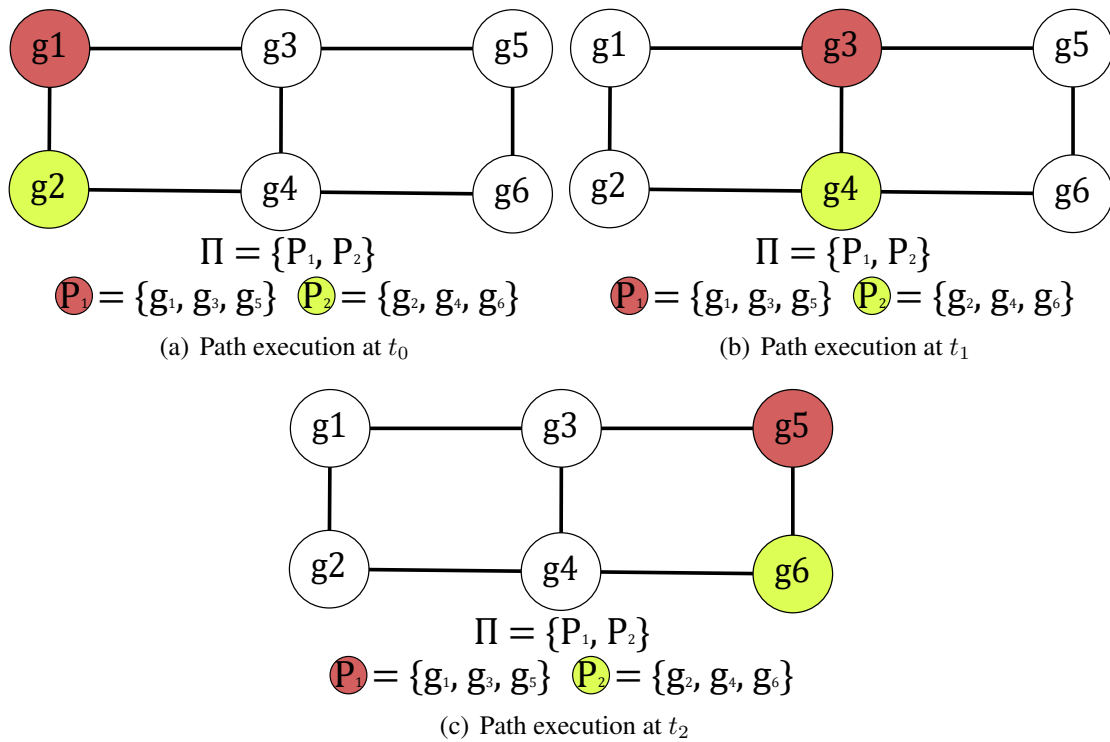 g1 g3 g5
g2 g4 g6
Π = {P₁, P₂}
P₁ = {g₁, g₃, g₅} P₂ = {g₂, g₄, g₆}
(a) Path execution at t₀
g1 g3 g5
g2 g4 g6
Π = {P₁, P₂}
P₁ = {g₁, g₃, g₅} P₂ = {g₂, g₄, g₆}
(b) Path execution at t₁
g1 g3 g5
g2 g4 g6
Π = {P₁, P₂}
P₁ = {g₁, g₃, g₅} P₂ = {g₂, g₄, g₆}
(c) Path execution at t₂